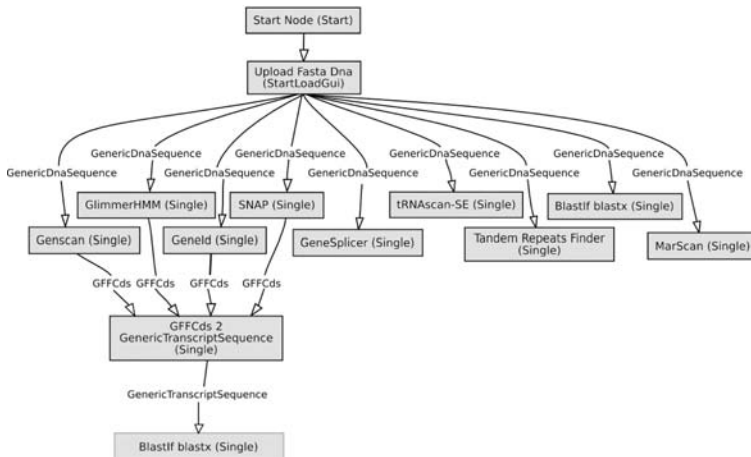 Start Node (Start)
Upload Fasta Dna
(StartLoadGui)
GenericDnaSequence
GenericDnaSequence
GenericDnaSequence
GenericDnaSequence
GenericDnaSequence
GenericDnaSequence
GenericDnaSequence
GenericDnaSequence
GenericDnaSequence
GlimmerHMM (Single)
SNAP (Single)
tRNAscan-SE (Single)
BlastIf blastx (Single)
Genscan (Single)
GeneId (Single)
GeneSplicer (Single)
Tandem Repeats Finder
(Single)
MarScan (Single)
GFFCds
GFFCds
GFFCds
GFFCds
GFFCds 2
GenericTranscriptSequence
(Single)
GenericTranscriptSequence
BlastIf blastx (Single)